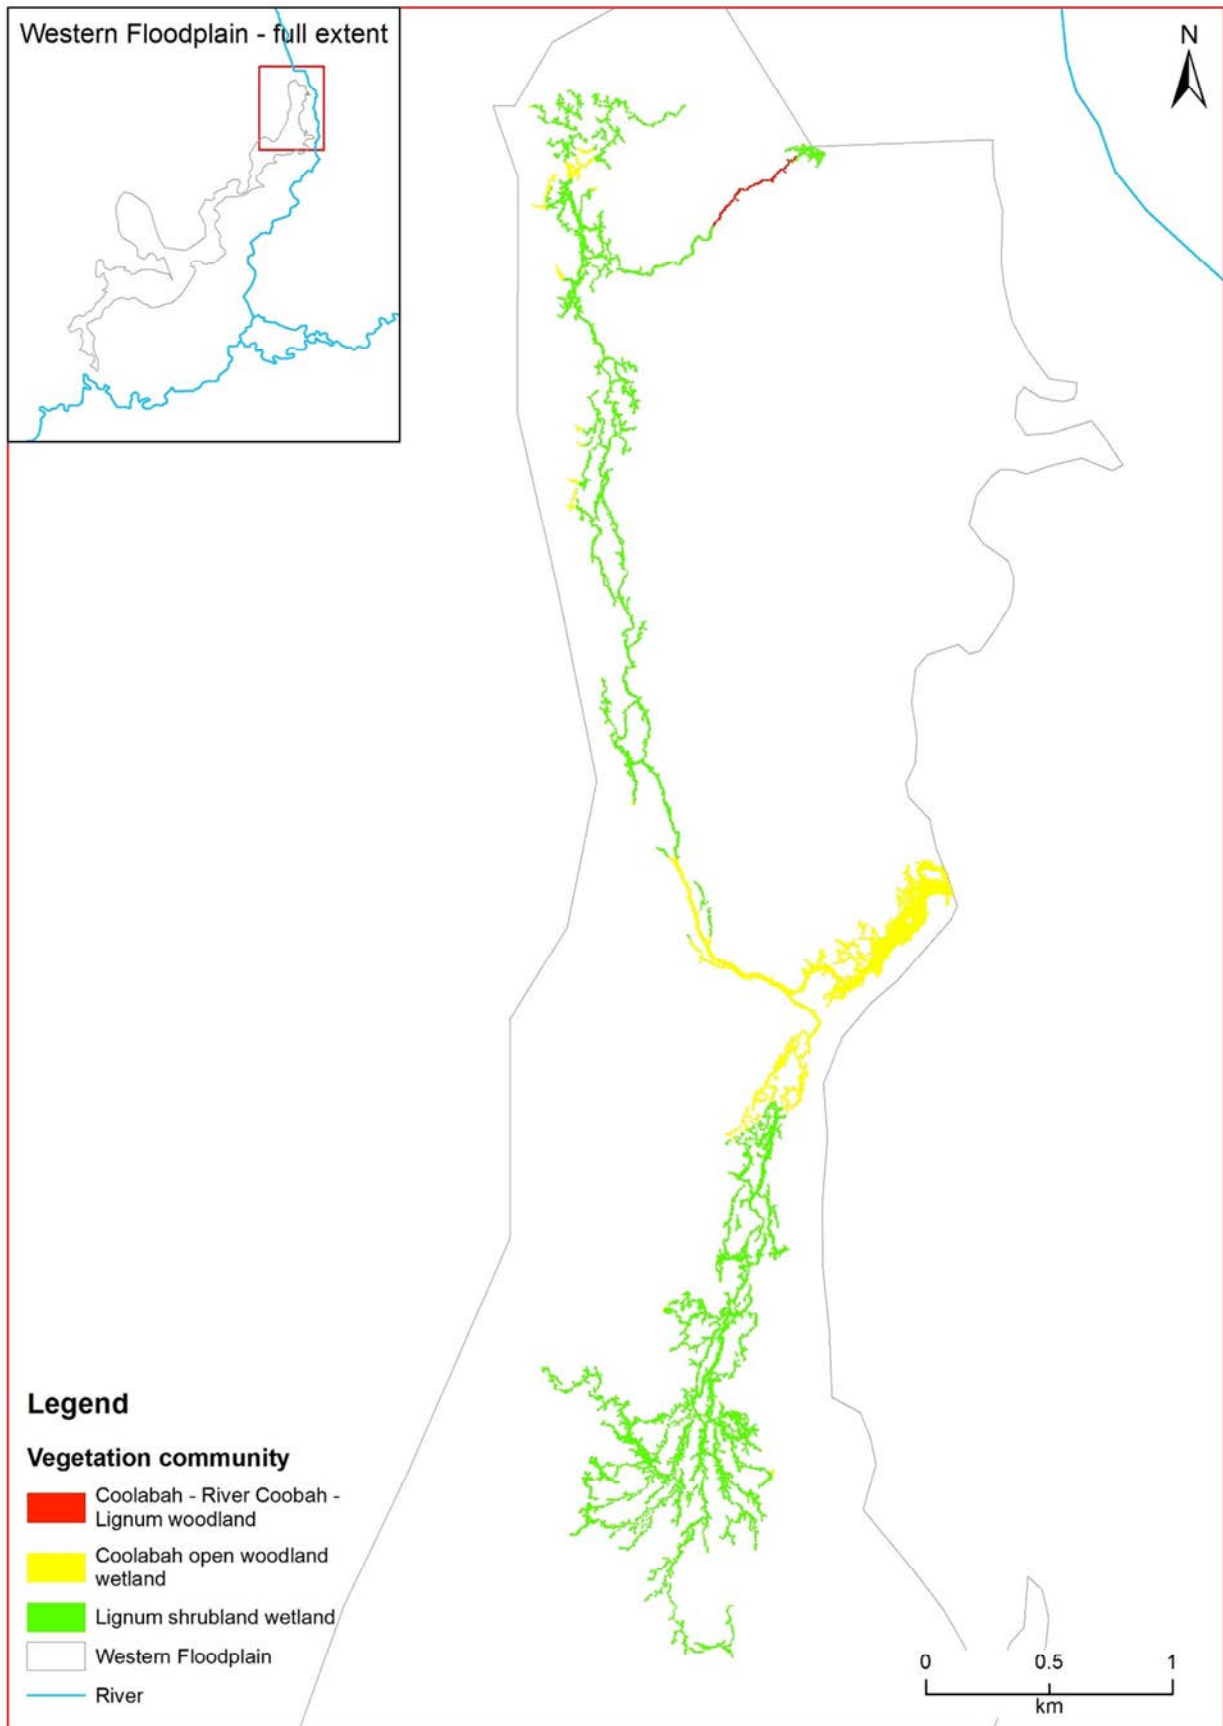 Western Floodplain - full extent
N
Legend
Vegetation community
Coolabah - River Coobah -
Lignum woodland
Coolabah open woodland
wetland
Lignum shrubland wetland
Western Floodplain
River
0 0.5 1
km